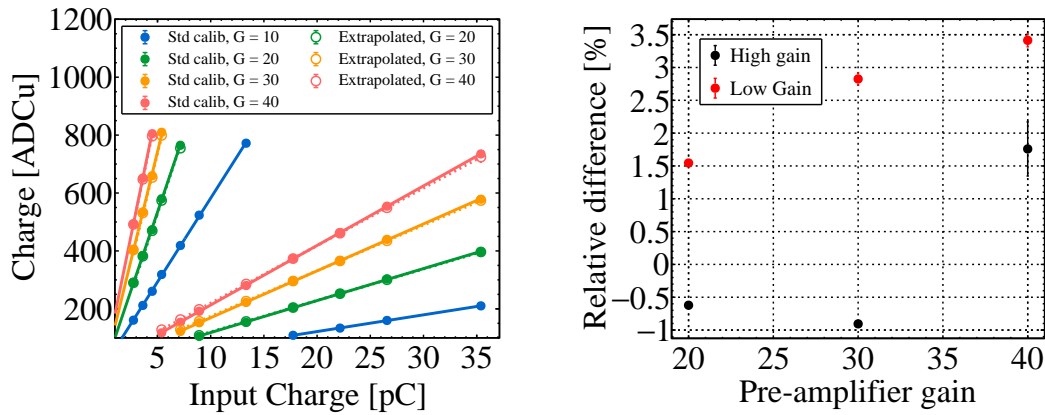 1200
1000
800
600
400
200
Charge [ADCu]
Std calib, G = 10
Std calib, G = 20
Std calib, G = 30
Std calib, G = 40
Extrapolated, G = 20
Extrapolated, G = 30
Extrapolated, G = 40
5 10 15 20 25 30 35
Input Charge [pC]
Relative difference [%]
3.5
3
2.5
2
1.5
1
0.5
0
−0.5
−1
High gain
Low Gain
20 25 30 35 40
Pre-amplifier gain